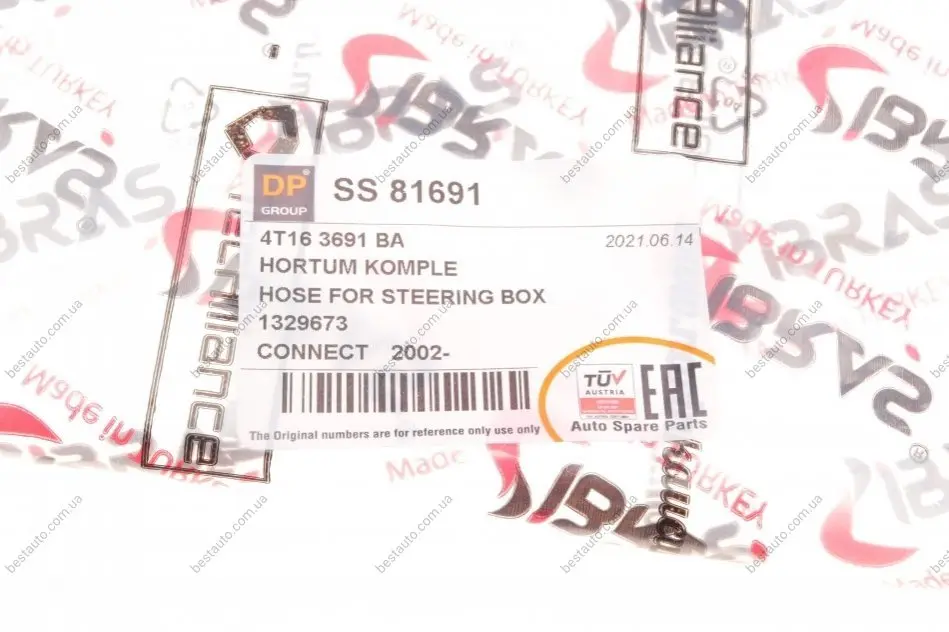 DP®
GROUP
SS 81691
4T16 3691 BA
2021.06.14
HORTUM KOMPLE
HOSE FOR STEERING BOX
1329673
CONNECT 2002-
TÜV
AUSTRIA
EAC
Auto Spare Parts
The Original numbers are for reference only use only
Made in TURKEY
SIBRAS
bestauto.com.ua